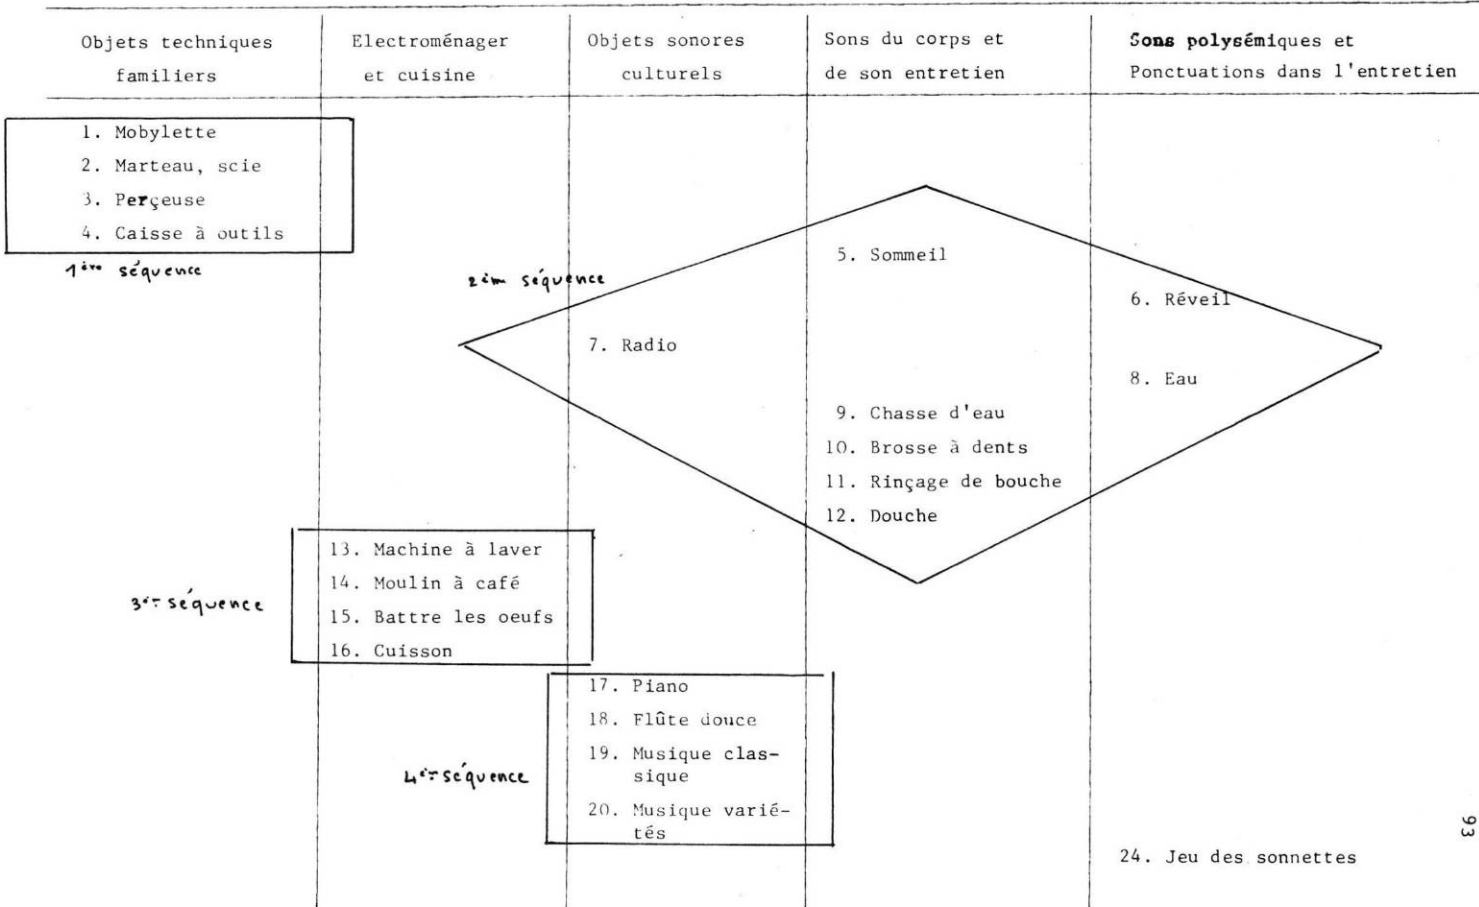 Objets techniques
familiers
Electroménager
et cuisine
Objets sonores
culturels
Sons du corps et
de son entretien
Sons polysémiques et
Ponctuations dans l'entretien
1. Mobylette
2. Marteau, scie
3. Perçeuse
4. Caisse à outils
1ère séquence
2èm séquence
5. Sommeil
6. Réveil
7. Radio
8. Eau
9. Chasse d'eau
10. Brosse à dents
11. Rinçage de bouche
12. Douche
3è séquence
13. Machine à laver
14. Moulin à café
15. Battre les oeufs
16. Cuisson
4è séquence
17. Piano
18. Flûte douce
19. Musique clas-
sique
20. Musique varié-
tés
24. Jeu des sonnettes
93